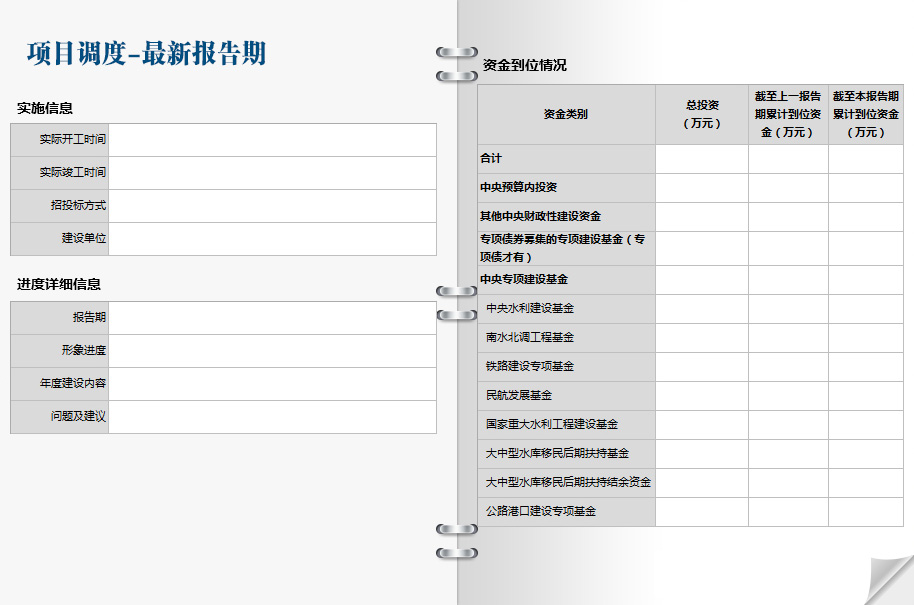 项目调度-最新报告期
实施信息
实际开工时间
实际竣工时间
招投标方式
建设单位
进度详细信息
报告期
形象进度
年度建设内容
问题及建议
资金到位情况
资金类别
总投资
（万元）
截至上一报告
期累计到位资
金（万元）
截至本报告期
累计到位资金
（万元）
合计
中央预算内投资
其他中央财政性建设资金
专项债券募集的专项建设基金（专
项债才有）
中央专项建设基金
中央水利建设基金
南水北调工程基金
铁路建设专项基金
民航发展基金
国家重大水利工程建设基金
大中型水库移民后期扶持基金
大中型水库移民后期扶持结余资金
公路港口建设专项基金